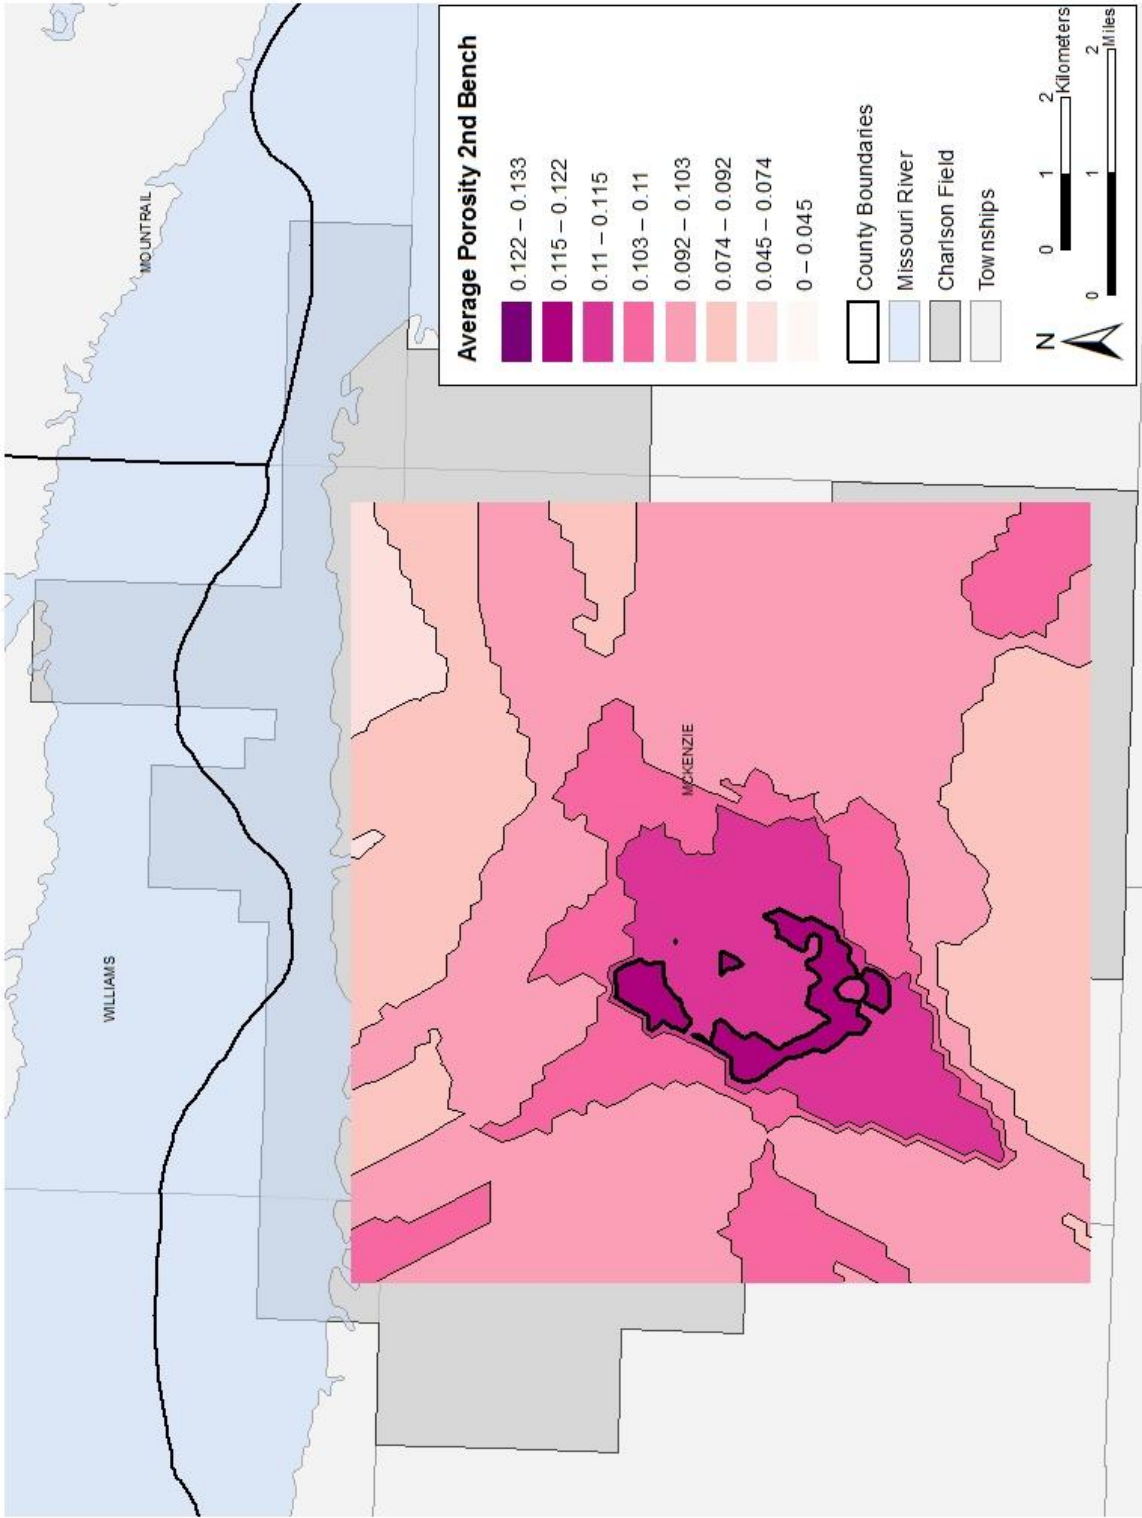 MOUNTRAIL
WILLIAMS
MCKENZIE
Average Porosity 2nd Bench
0.122 – 0.133
0.115 – 0.122
0.11 – 0.115
0.103 – 0.11
0.092 – 0.103
0.074 – 0.092
0.045 – 0.074
0 – 0.045
County Boundaries
Missouri River
Charlson Field
Townships
N
0 1 2 Kilometers
0 1 2 Miles